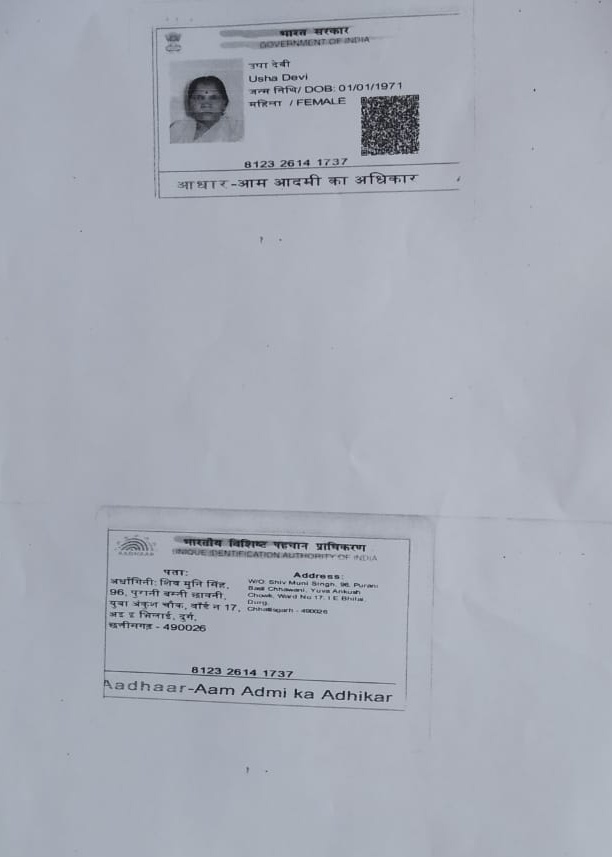 भारत सरकार
GOVERNMENT OF INDIA
उषा देवी
Usha Devi
जन्म तिथि/ DOB: 01/01/1971
महिला / FEMALE
8123 2614 1737
आधार-आम आदमी का अधिकार
भारतीय विशिष्ट पहचान प्राधिकरण
UNIQUE IDENTIFICATION AUTHORITY OF INDIA
AADHAAR
पता:
अर्धांगिनी: शिव मुनि सिंह,
96, पुरानी बस्ती छावनी,
युवा अंकुश चौक, वॉर्ड न 17,
आइ इ भिलाई, दुर्ग,
छत्तीसगढ़ - 490026
Address:
W/O: Shiv Muni Singh, 96, Purani
Basti Chhawani, Yuva Ankush
Chowk, Ward No 17, I E Bhilai,
Durg,
Chhattisgarh - 490026
8123 2614 1737
Aadhaar-Aam Admi ka Adhikar